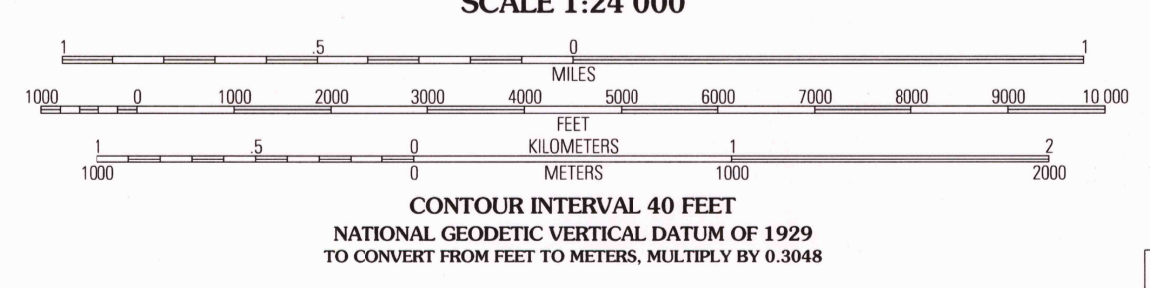 SCALE 1:24 000
1 .5 0 1
MILES
1000 0 1000 2000 3000 4000 5000 6000 7000 8000 9000 10 000
FEET
1 .5 0 KILOMETERS 1 2
1000 0 METERS 1000 2000
CONTOUR INTERVAL 40 FEET
NATIONAL GEODETIC VERTICAL DATUM OF 1929
TO CONVERT FROM FEET TO METERS, MULTIPLY BY 0.3048